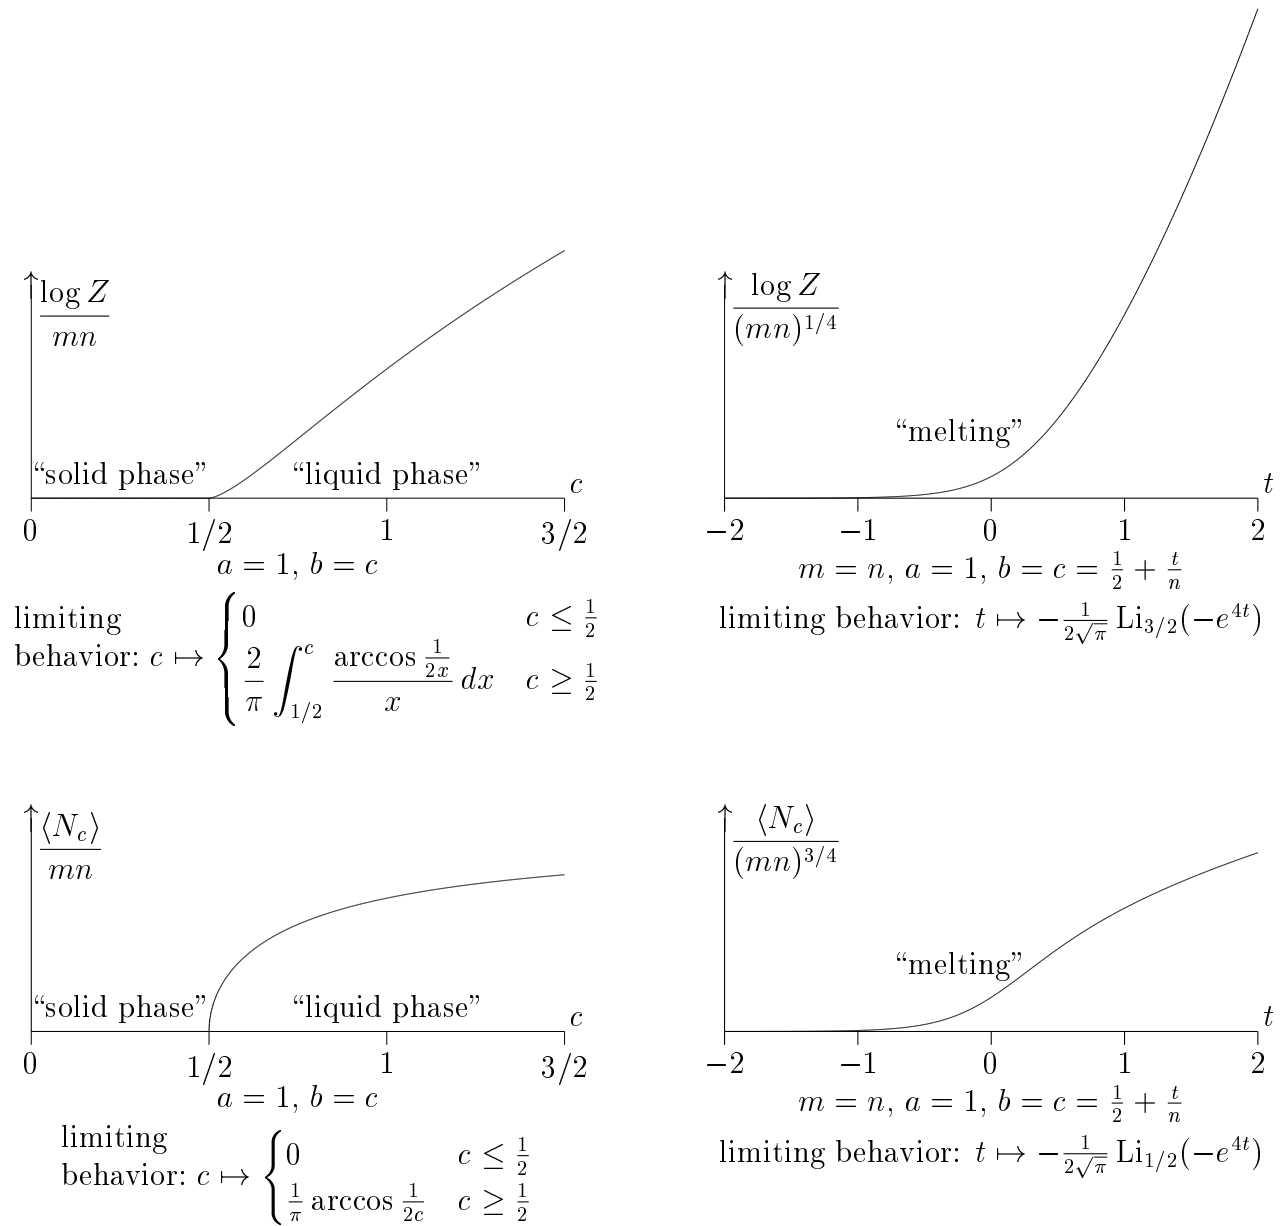 log Z / mn
“solid phase” “liquid phase” c
0 1/2 1 3/2
a = 1, b = c
limiting behavior: c ↦ { 0 c ≤ 1/2
2/π ∫_{1/2}^{c} (arccos 1/(2x))/x dx c ≥ 1/2
log Z / (mn)^{1/4}
“melting” t
−2 −1 0 1 2
m = n, a = 1, b = c = 1/2 + t/n
limiting behavior: t ↦ −1/(2√π) Li_{3/2}(−e^{4t})
⟨N_c⟩ / mn
“solid phase” “liquid phase” c
0 1/2 1 3/2
a = 1, b = c
limiting behavior: c ↦ { 0 c ≤ 1/2
1/π arccos 1/(2c) c ≥ 1/2
⟨N_c⟩ / (mn)^{3/4}
“melting” t
−2 −1 0 1 2
m = n, a = 1, b = c = 1/2 + t/n
limiting behavior: t ↦ −1/(2√π) Li_{1/2}(−e^{4t})